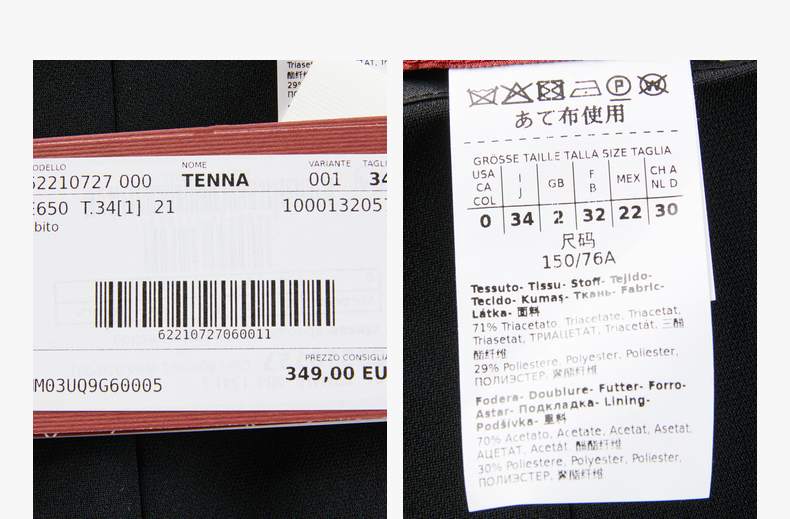 ODELLO NOME VARIANTE TAGLI
62210727 000 TENNA 001 34
E650 T.34[1] 21 1000132057
bito
62210727060011
PREZZO CONSIGLIA
M03UQ9G60005 349,00 EU
Triaset
29%
あて布使用
GRÖSSE TAILLE TALLA SIZE TAGLIA
USA CA COL I J GB F B MEX CH A NL D
0 34 2 32 22 30
尺码
150/76A
Tessuto- Tissu- Stoff- Tejido-
Tecido- Kumaş- Ткань- Fabric-
Látka- 面料
71% Triacetato, Triacetate, Triacetat,
Triasetat, ТРИАЦЕТАТ, Triacetát, 三醋
酯纤维
29% Poliestere, Polyester, Poliester,
ПОЛИЭСТЕР, 聚酯纤维
Fodera- Doublure- Futter- Forro-
Astar- Подкладка- Lining-
Podšívka- 里料
70% Acetato, Acetate, Acetat, Asetat,
АЦЕТАТ, Acetát, 醋酯纤维
30% Poliestere, Polyester, Poliester,
ПОЛИЭСТЕР, 聚酯纤维